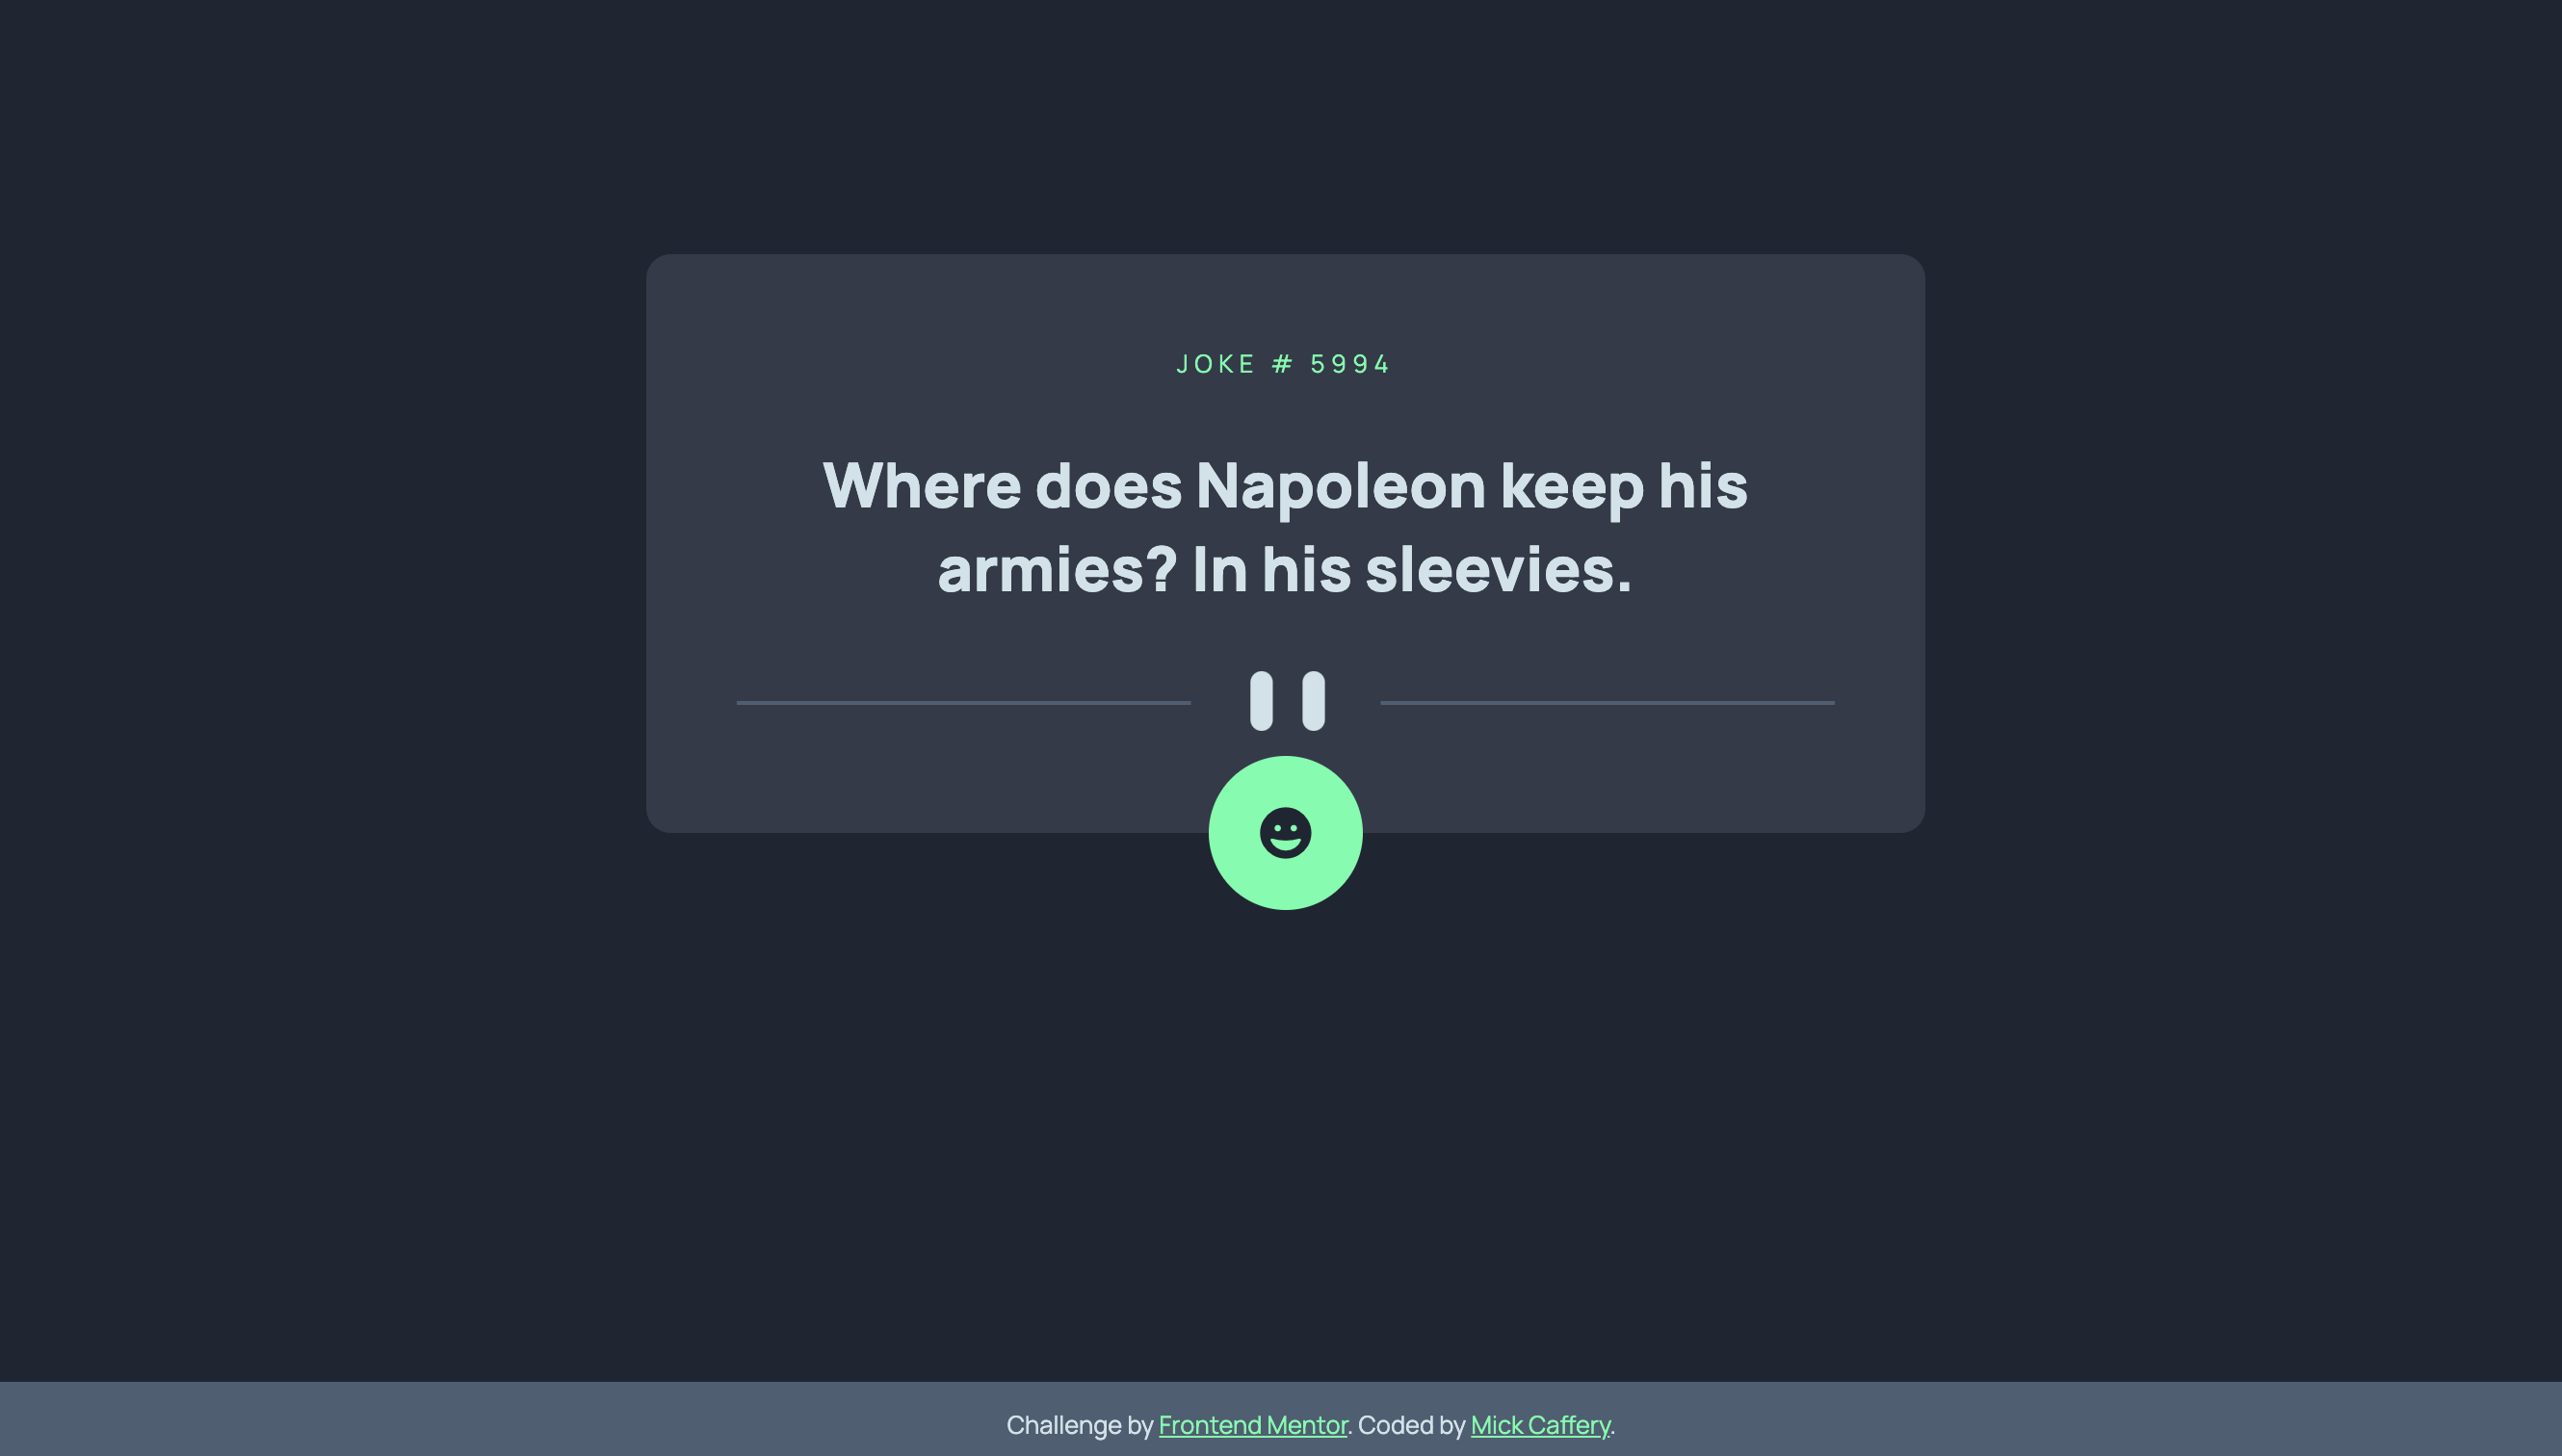 JOKE # 5994
Where does Napoleon keep his
armies? In his sleevies.
Challenge by Frontend Mentor. Coded by Mick Caffery.